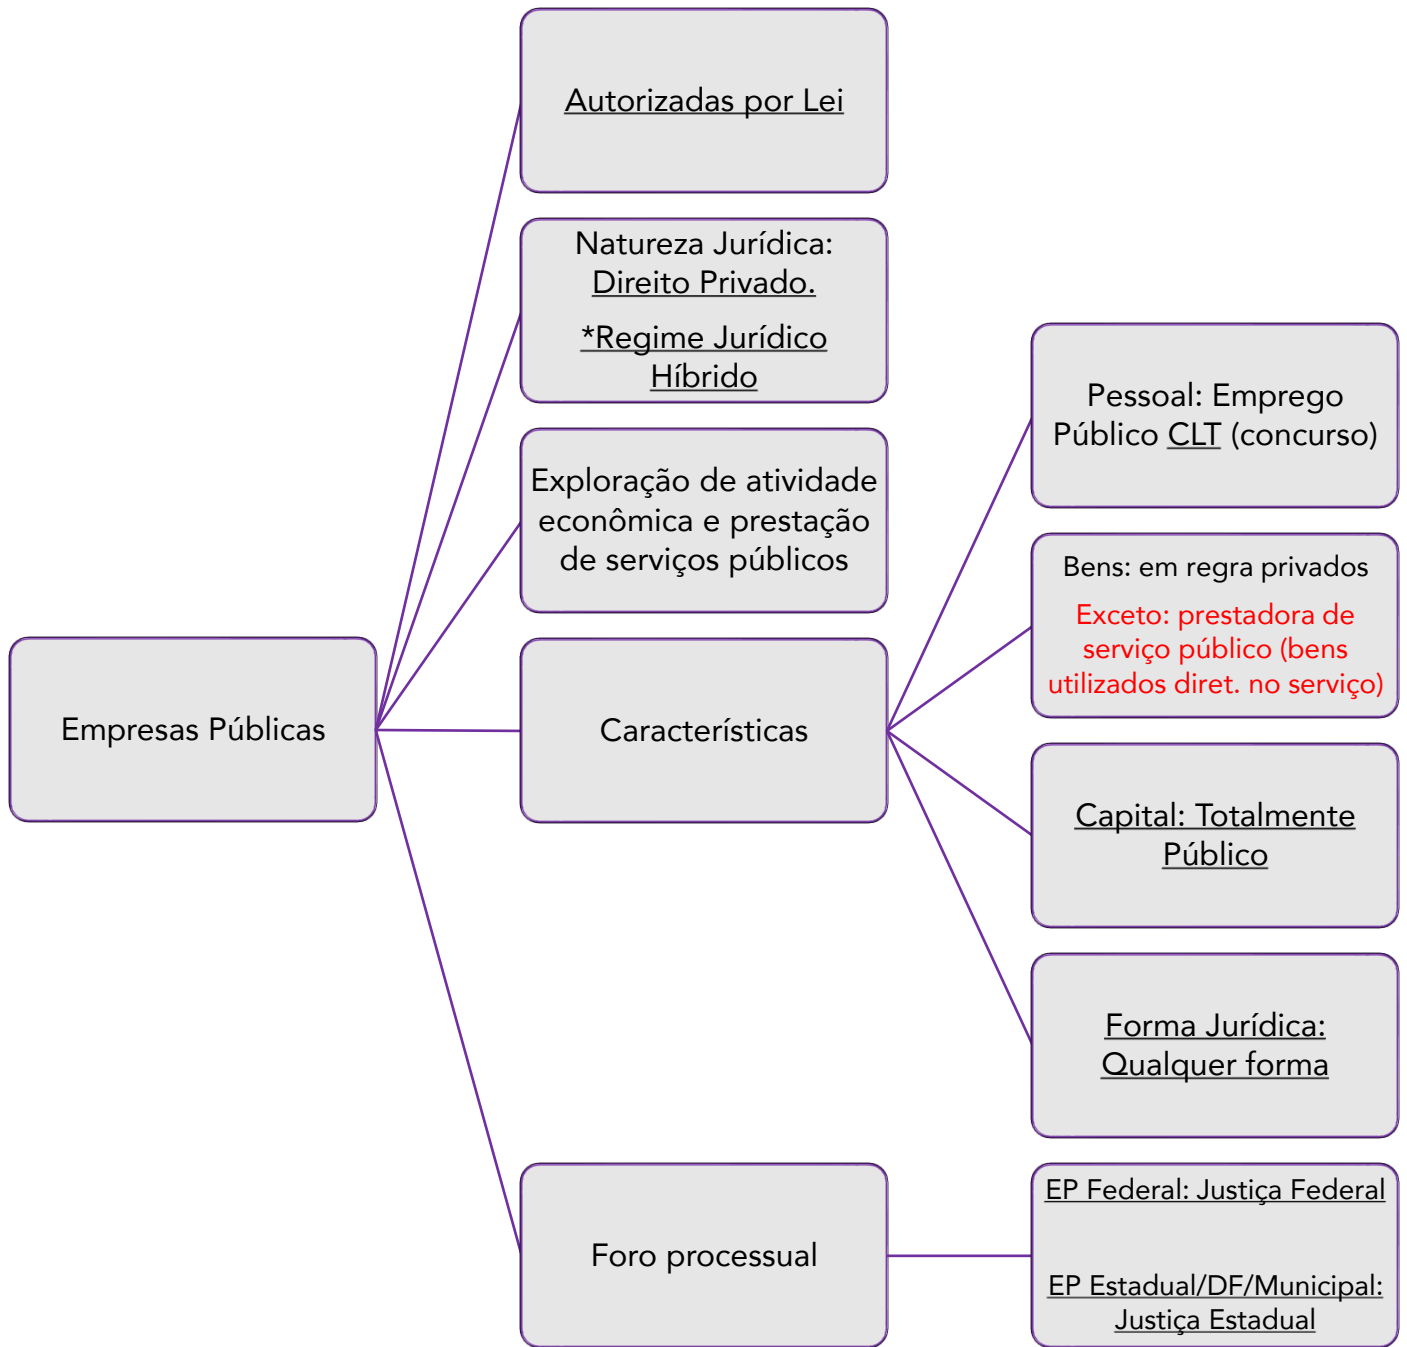 Autorizadas por Lei
Natureza Jurídica:
Direito Privado.
*Regime Jurídico
Híbrido
Exploração de atividade
econômica e prestação
de serviços públicos
Empresas Públicas
Características
Pessoal: Emprego
Público CLT (concurso)
Bens: em regra privados
Exceto: prestadora de
serviço público (bens
utilizados diret. no serviço)
Capital: Totalmente
Público
Forma Jurídica:
Qualquer forma
Foro processual
EP Federal: Justiça Federal
EP Estadual/DF/Municipal:
Justiça Estadual